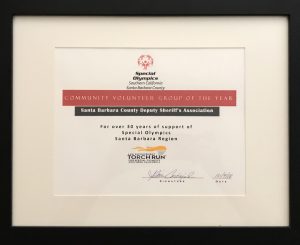 Special
Olympics
Southern California
Santa Barbara County
COMMUNITY VOLUNTEER GROUP OF THE YEAR
Santa Barbara County Deputy Sheriff's Association
For over 30 years of support of
Special Olympics
Santa Barbara Region
TORCH RUN
Signature
Date